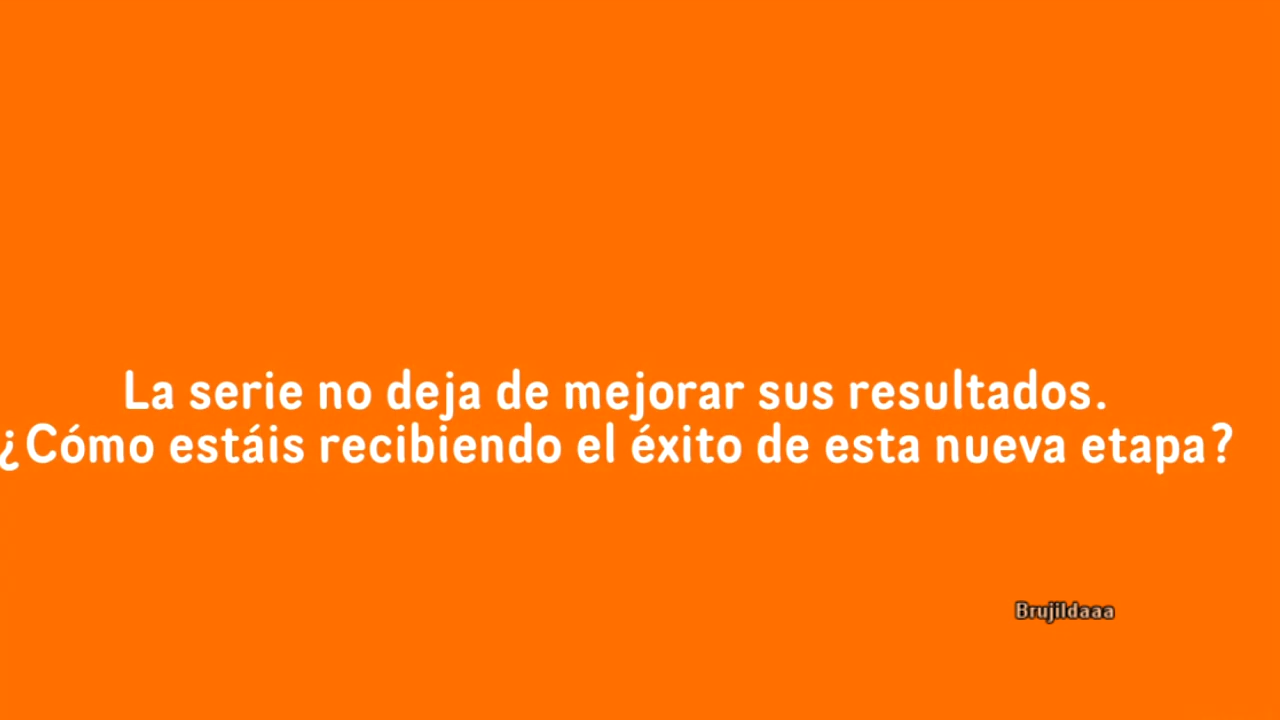 La serie no deja de mejorar sus resultados.
¿Cómo estáis recibiendo el éxito de esta nueva etapa?
Brujildaaa